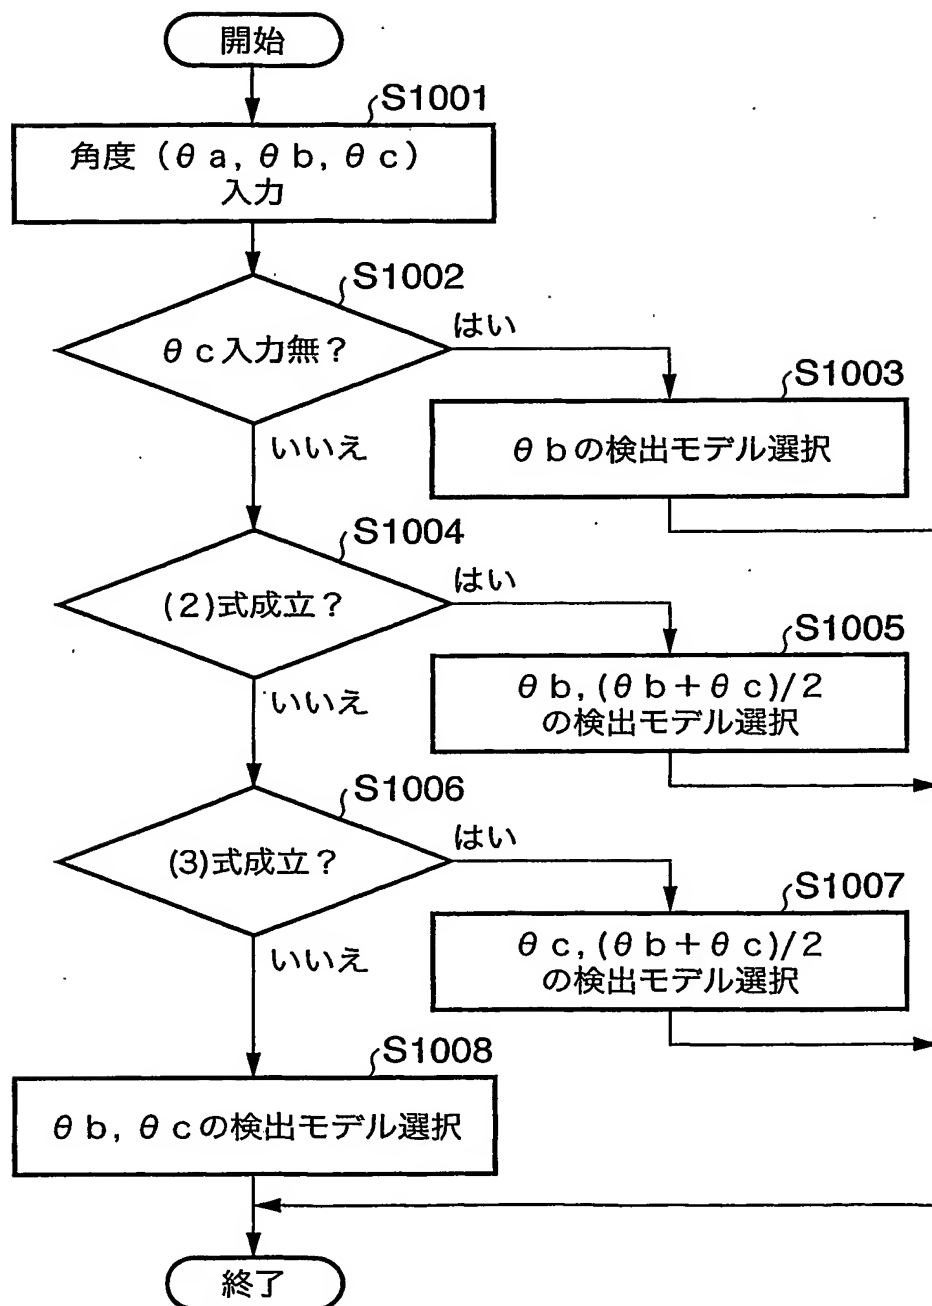 開始
S1001
角度（θa, θb, θc）
入力
S1002
θc入力無？
はい
S1003
θbの検出モデル選択
いいえ
S1004
(2)式成立？
はい
S1005
θb, (θb+θc)/2
の検出モデル選択
いいえ
S1006
(3)式成立？
はい
S1007
θc, (θb+θc)/2
の検出モデル選択
いいえ
S1008
θb, θcの検出モデル選択
終了